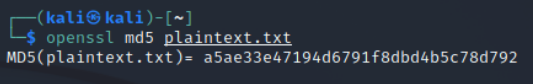 ┌──(kali㉿kali)-[~]
└─$ openssl md5 plaintext.txt
MD5(plaintext.txt)= a5ae33e47194d6791f8dbd4b5c78d792